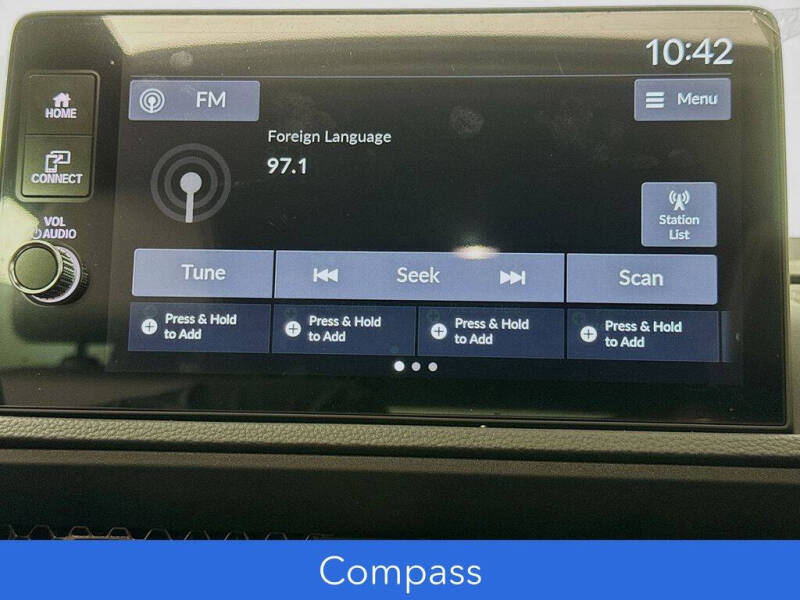 10:42
FM
Menu
HOME
Foreign Language
97.1
CONNECT
Station
List
VOL
AUDIO
Tune
Seek
Scan
Press & Hold
to Add
Press & Hold
to Add
Press & Hold
to Add
Press & Hold
to Add
Compass